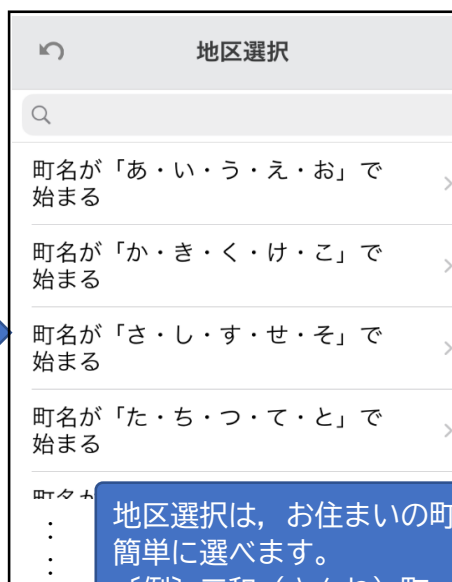 地区選択
町名が「あ・い・う・え・お」で
始まる
町名が「か・き・く・け・こ」で
始まる
町名が「さ・し・す・せ・そ」で
始まる
町名が「た・ち・つ・て・と」で
始まる
地区選択は，お住まいの町
簡単に選べます。